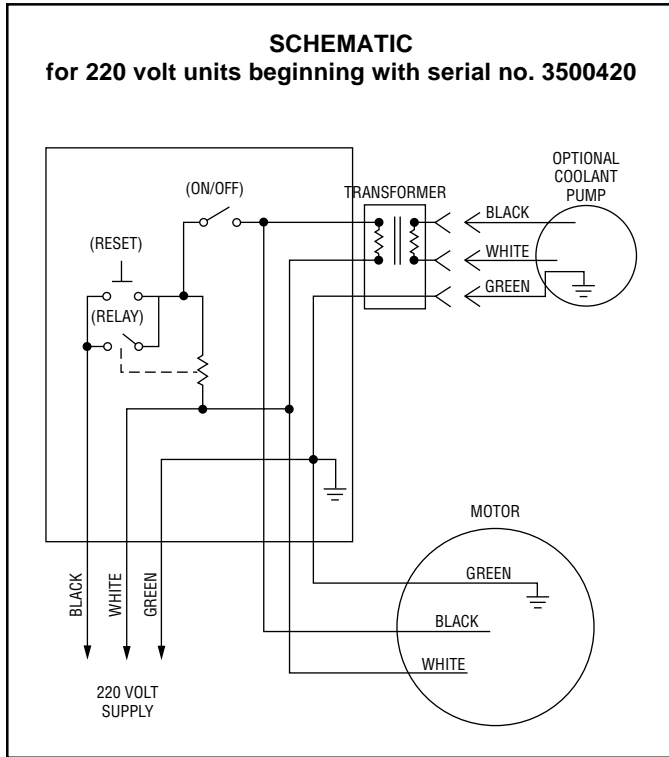 SCHEMATIC
for 220 volt units beginning with serial no. 3500420
OPTIONAL
COOLANT
PUMP
(ON/OFF)
TRANSFORMER
BLACK
(RESET)
WHITE
GREEN
(RELAY)
MOTOR
GREEN
BLACK
WHITE
BLACK
WHITE
GREEN
220 VOLT
SUPPLY